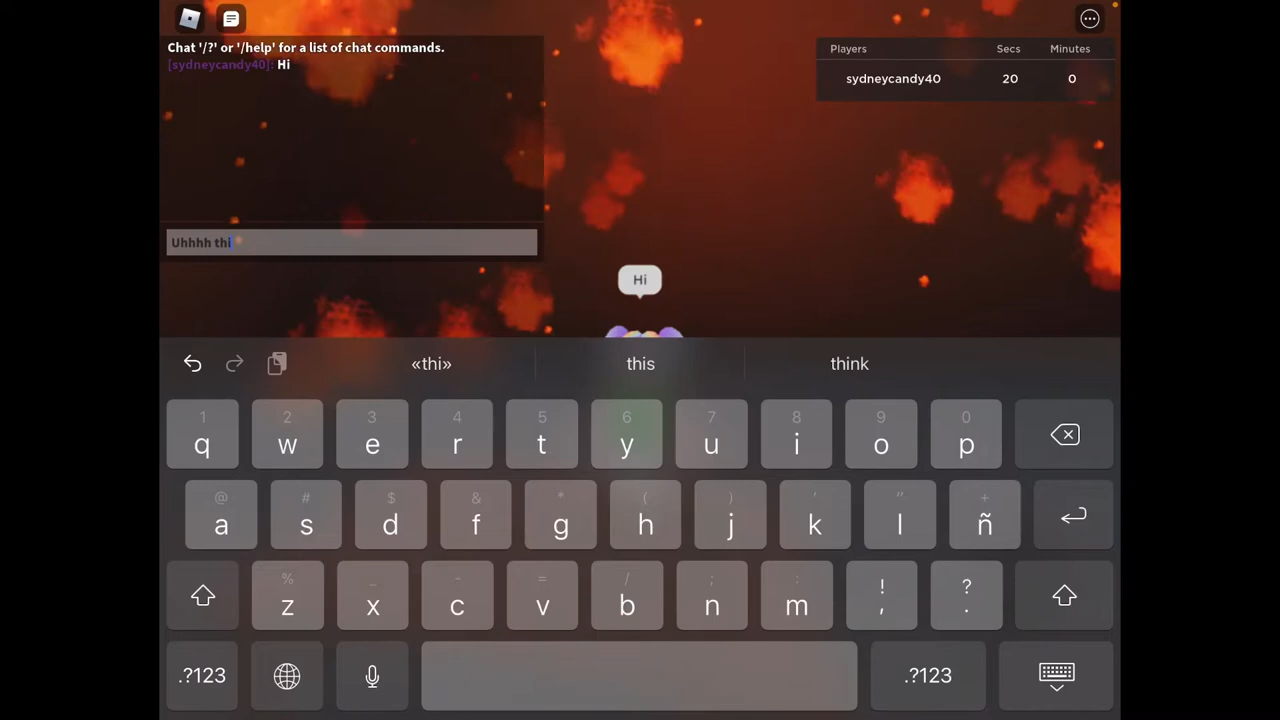 Chat '/?' or '/help' for a list of chat commands.
[sydneycandy40]: Hi
Players Secs Minutes
sydneycandy40 20 0
Uhhhh thi
Hi
«thi» this think
1 2 3 4 5 6 7 8 9 0
q w e r t y u i o p
@ # $ & * ( ) ' " +
a s d f g h j k l ñ
% _ - = / ; : ! ?
z x c v b n m , .
.?123 .?123